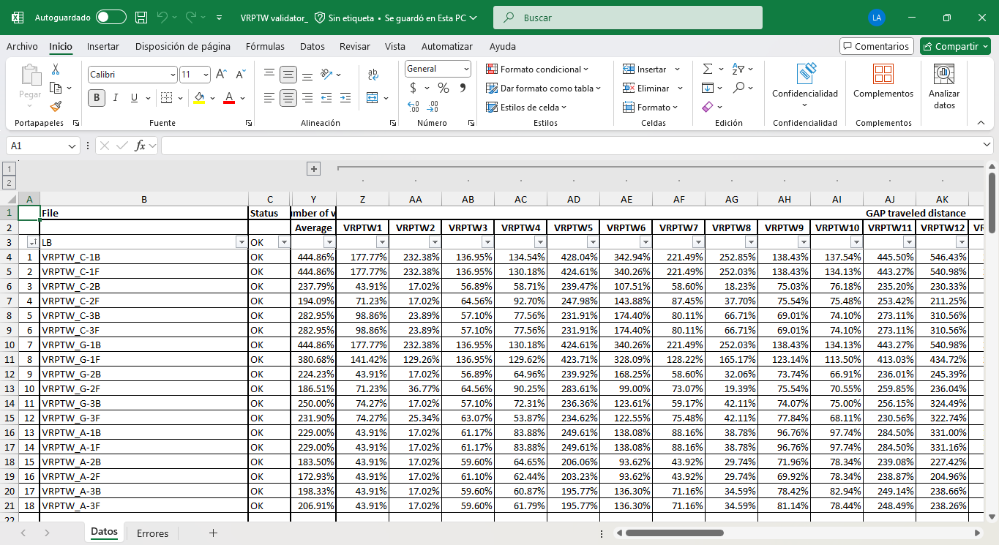 Autoguardado VRPTW validator_ Sin etiqueta • Se guardó en Esta PC Buscar LA
Archivo Inicio Insertar Disposición de página Fórmulas Datos Revisar Vista Automatizar Ayuda Comentarios Compartir
Pegar
Portapapeles
Calibri 11
N K S
Fuente
ab
Alineación
General
$ % 
Número
Formato condicional
Dar formato como tabla
Estilos de celda
Estilos
Insertar
Eliminar
Formato
Celdas
Edición
Confidencialidad
Confidencialidad
Complementos
Complementos
Analizar
datos
A1 fx
1
2
A B C Y Z AA AB AC AD AE AF AG AH AI AJ AK
1 File Status GAP traveled distance
2 Average VRPTW1 VRPTW2 VRPTW3 VRPTW4 VRPTW5 VRPTW6 VRPTW7 VRPTW8 VRPTW9 VRPTW10 VRPTW11 VRPTW12
3 LB OK
4 1 VRPTW_C-1B OK 444.86% 177.77% 232.38% 136.95% 134.54% 428.04% 342.94% 221.49% 252.85% 138.43% 137.54% 445.50% 546.43%
5 2 VRPTW_C-1F OK 444.86% 177.77% 232.38% 136.95% 130.18% 424.61% 340.26% 221.49% 252.03% 138.43% 134.13% 443.27% 540.98%
6 3 VRPTW_C-2B OK 237.79% 43.91% 17.02% 56.89% 58.71% 239.47% 107.51% 58.60% 18.23% 75.03% 76.18% 235.20% 230.33%
7 4 VRPTW_C-2F OK 194.09% 71.23% 17.02% 64.56% 92.70% 247.98% 143.88% 87.45% 37.70% 75.54% 75.48% 253.42% 211.25%
8 5 VRPTW_C-3B OK 282.95% 98.86% 23.89% 57.10% 77.56% 231.91% 174.40% 80.11% 66.71% 69.01% 74.10% 273.11% 310.56%
9 6 VRPTW_C-3F OK 282.95% 98.86% 23.89% 57.10% 77.56% 231.91% 174.40% 80.11% 66.71% 69.01% 74.10% 273.11% 310.56%
10 7 VRPTW_G-1B OK 444.86% 177.77% 232.38% 136.95% 130.18% 424.61% 340.26% 221.49% 252.03% 138.43% 134.13% 443.27% 540.98%
11 8 VRPTW_G-1F OK 380.68% 141.42% 129.26% 136.95% 129.62% 423.71% 328.09% 128.22% 165.17% 123.14% 113.50% 413.03% 434.72%
12 9 VRPTW_G-2B OK 224.23% 43.91% 17.02% 56.89% 64.96% 239.92% 168.25% 58.60% 32.06% 73.74% 66.91% 236.01% 245.39%
13 10 VRPTW_G-2F OK 186.51% 71.23% 36.77% 64.56% 90.25% 283.61% 99.00% 73.07% 19.39% 75.54% 70.55% 259.85% 236.04%
14 11 VRPTW_G-3B OK 250.00% 74.27% 17.02% 57.10% 72.31% 236.36% 123.61% 59.17% 42.11% 74.07% 75.00% 256.15% 324.49%
15 12 VRPTW_G-3F OK 231.90% 74.27% 25.34% 63.07% 53.87% 234.62% 122.55% 75.48% 42.11% 77.84% 68.11% 230.56% 322.74%
16 13 VRPTW_A-1B OK 229.00% 43.91% 17.02% 61.17% 83.88% 249.61% 138.08% 88.16% 38.78% 96.76% 97.74% 284.50% 331.00%
17 14 VRPTW_A-1F OK 229.00% 43.91% 17.02% 61.17% 83.88% 249.61% 138.08% 88.16% 38.78% 96.76% 97.74% 284.50% 331.16%
18 15 VRPTW_A-2B OK 183.50% 43.91% 17.02% 59.60% 64.65% 206.06% 93.62% 43.92% 29.74% 71.96% 78.34% 239.08% 227.42%
19 16 VRPTW_A-2F OK 172.93% 43.91% 17.02% 61.10% 62.44% 203.23% 93.62% 43.92% 29.74% 69.92% 78.34% 238.87% 204.96%
20 17 VRPTW_A-3B OK 198.33% 43.91% 17.02% 59.60% 60.87% 195.77% 136.30% 71.16% 34.59% 78.42% 82.94% 249.14% 238.66%
21 18 VRPTW_A-3F OK 206.91% 43.91% 17.02% 59.60% 61.79% 195.77% 136.30% 71.16% 34.59% 81.14% 78.44% 248.49% 238.26%
22
Datos Errores